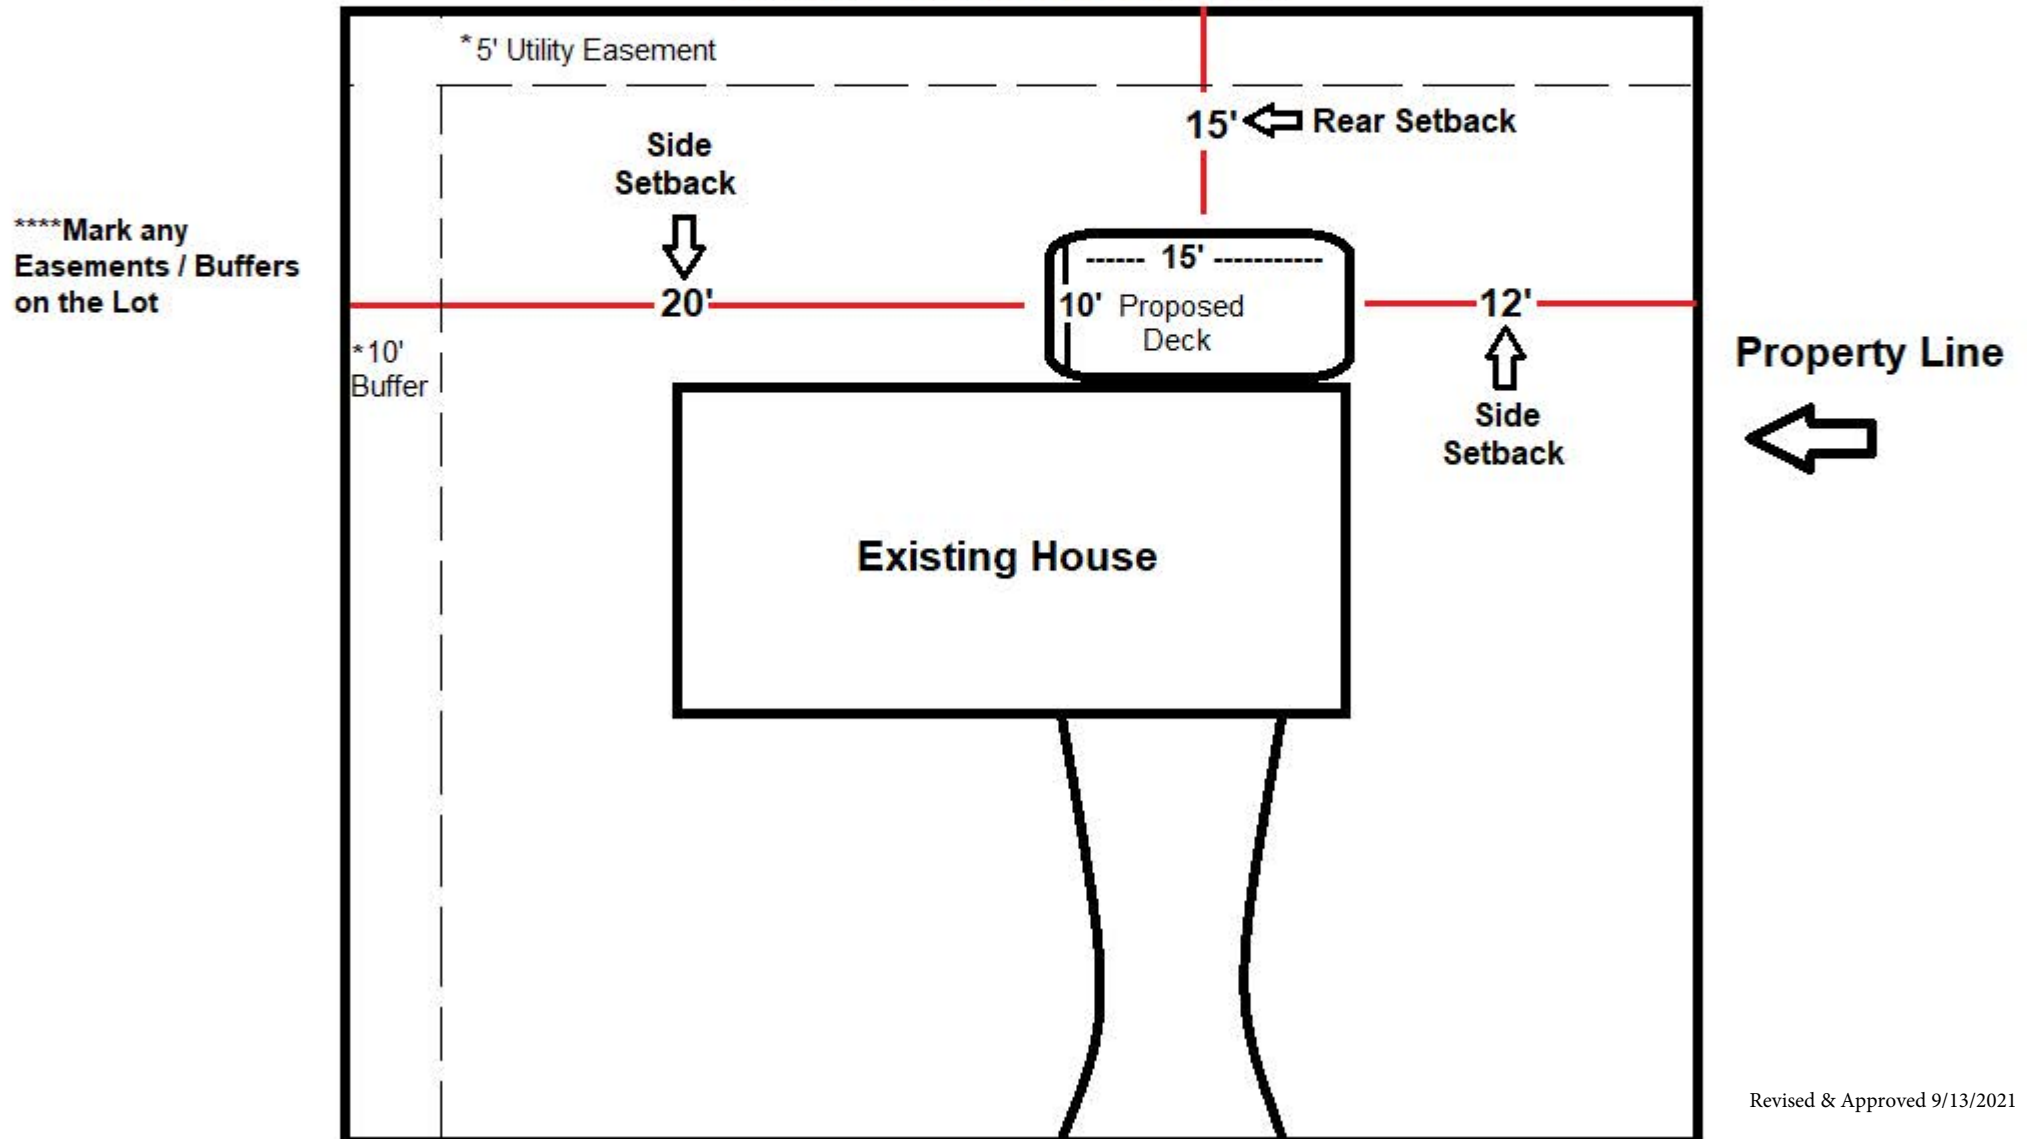 *5' Utility Easement
15'
Rear Setback
Side
Setback
****Mark any
Easements / Buffers
on the Lot
------ 15' -----------
20'
10' Proposed
Deck
12'
*10'
Buffer
Property Line
Side
Setback
Existing House
Revised & Approved 9/13/2021